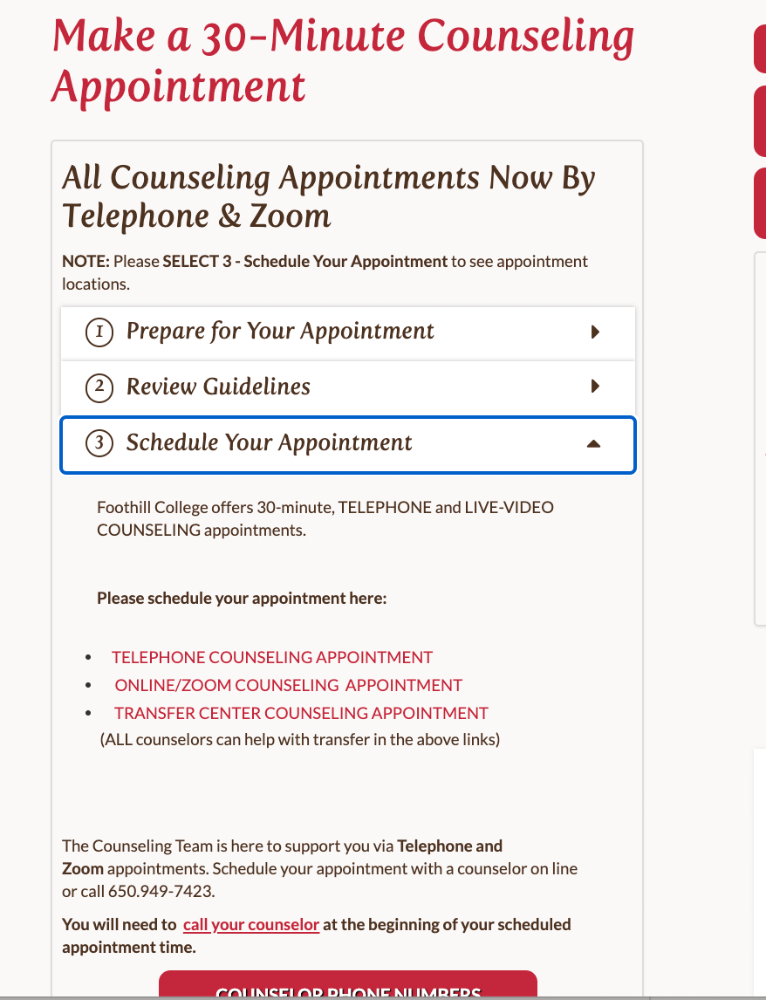 Make a 30-Minute Counseling
Appointment
All Counseling Appointments Now By
Telephone & Zoom
NOTE: Please SELECT 3 - Schedule Your Appointment to see appointment
locations.
1 Prepare for Your Appointment
2 Review Guidelines
3 Schedule Your Appointment
Foothill College offers 30-minute, TELEPHONE and LIVE-VIDEO
COUNSELING appointments.
Please schedule your appointment here:
• TELEPHONE COUNSELING APPOINTMENT
• ONLINE/ZOOM COUNSELING APPOINTMENT
• TRANSFER CENTER COUNSELING APPOINTMENT
(ALL counselors can help with transfer in the above links)
The Counseling Team is here to support you via Telephone and
Zoom appointments. Schedule your appointment with a counselor on line
or call 650.949-7423.
You will need to call your counselor at the beginning of your scheduled
appointment time.
COUNSELOR PHONE NUMBERS